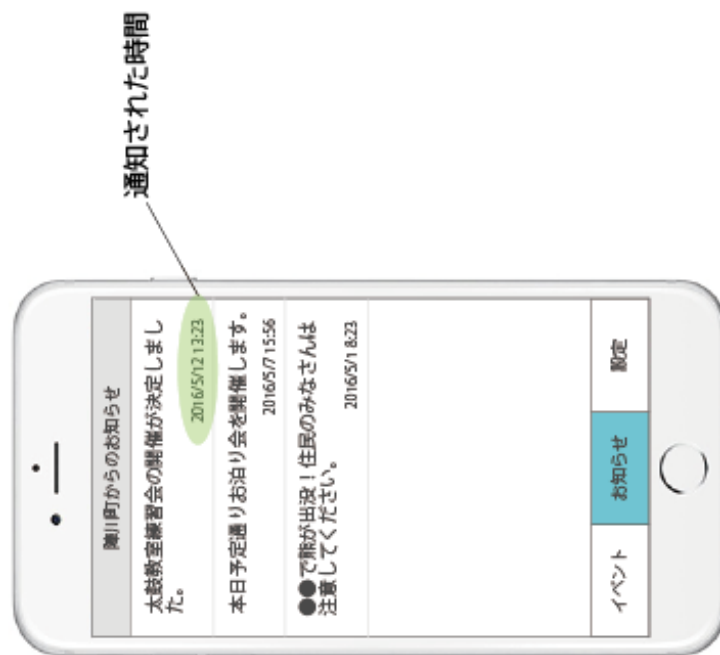 通知された時間
陣川町からのお知らせ
太鼓教室練習会の開催が決定しまし
た。
2016/5/12 13:23
本日予定通りお泊り会を開催します。
2016/5/7 15:56
●●で熊が出没！住民のみなさんは
注意してください。
2016/5/1 8:23
イベント
お知らせ
設定